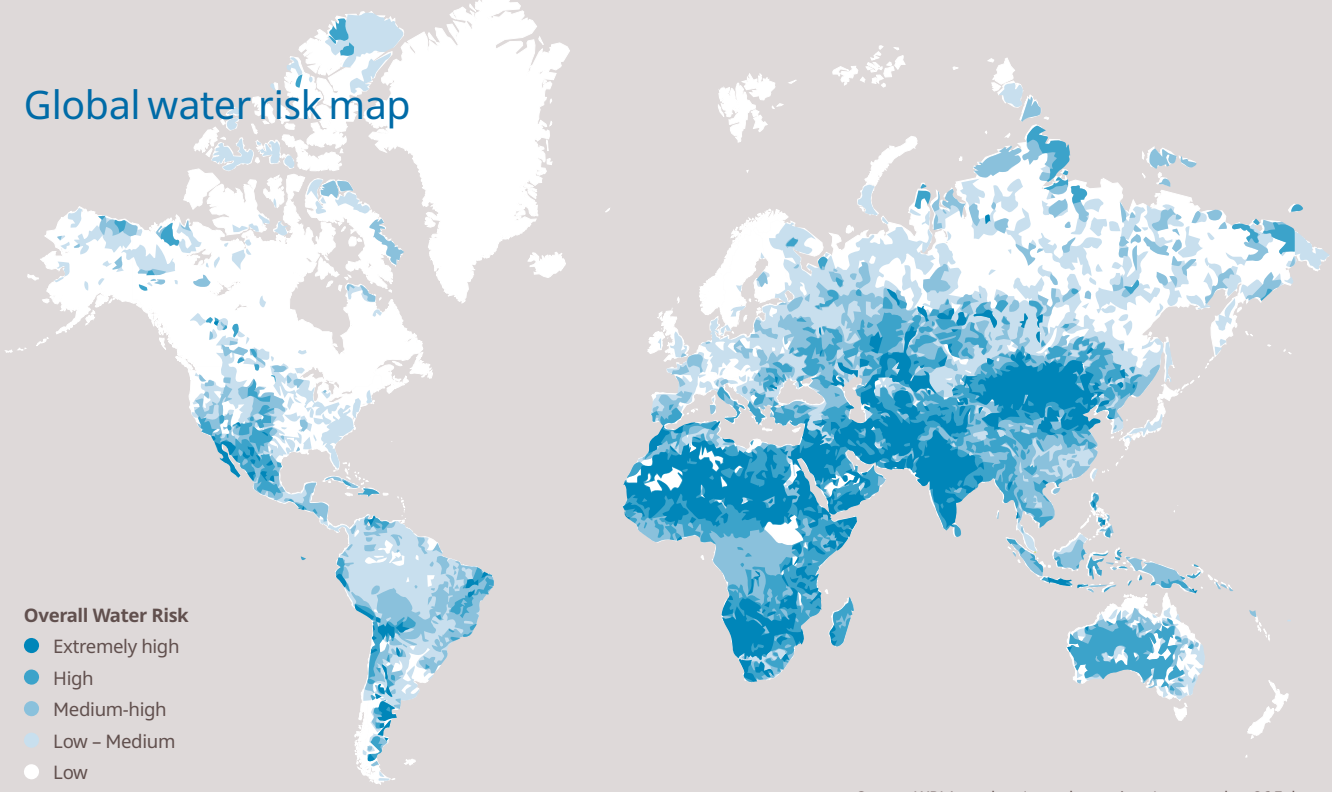 Global water risk map
Overall Water Risk
Extremely high
High
Medium-high
Low – Medium
Low